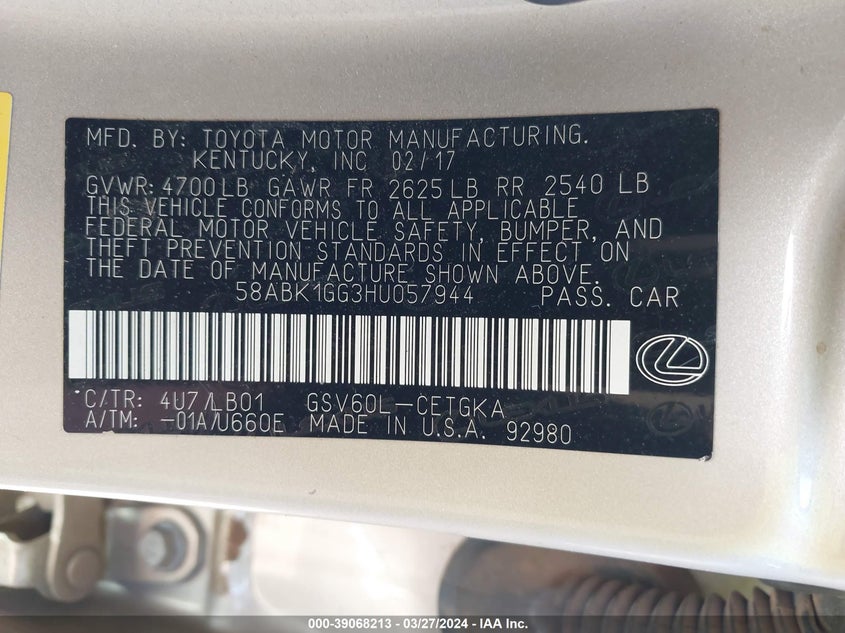 MFD. BY: TOYOTA MOTOR MANUFACTURING.
KENTUCKY, INC 02/17
GVWR: 4700 LB GAWR FR 2625 LB RR 2540 LB
THIS VEHICLE CONFORMS TO ALL APPLICABLE
FEDERAL MOTOR VEHICLE SAFETY, BUMPER, AND
THEFT PREVENTION STANDARDS IN EFFECT ON
THE DATE OF MANUFACTURE SHOWN ABOVE.
58ABK1GG3HU057944 PASS. CAR
C/TR: 4U7/LB01 GSV60L-CETGKA
A/TM: -01A/U660E MADE IN U.S.A. 92980
000-39068213 - 03/27/2024 - IAA Inc.